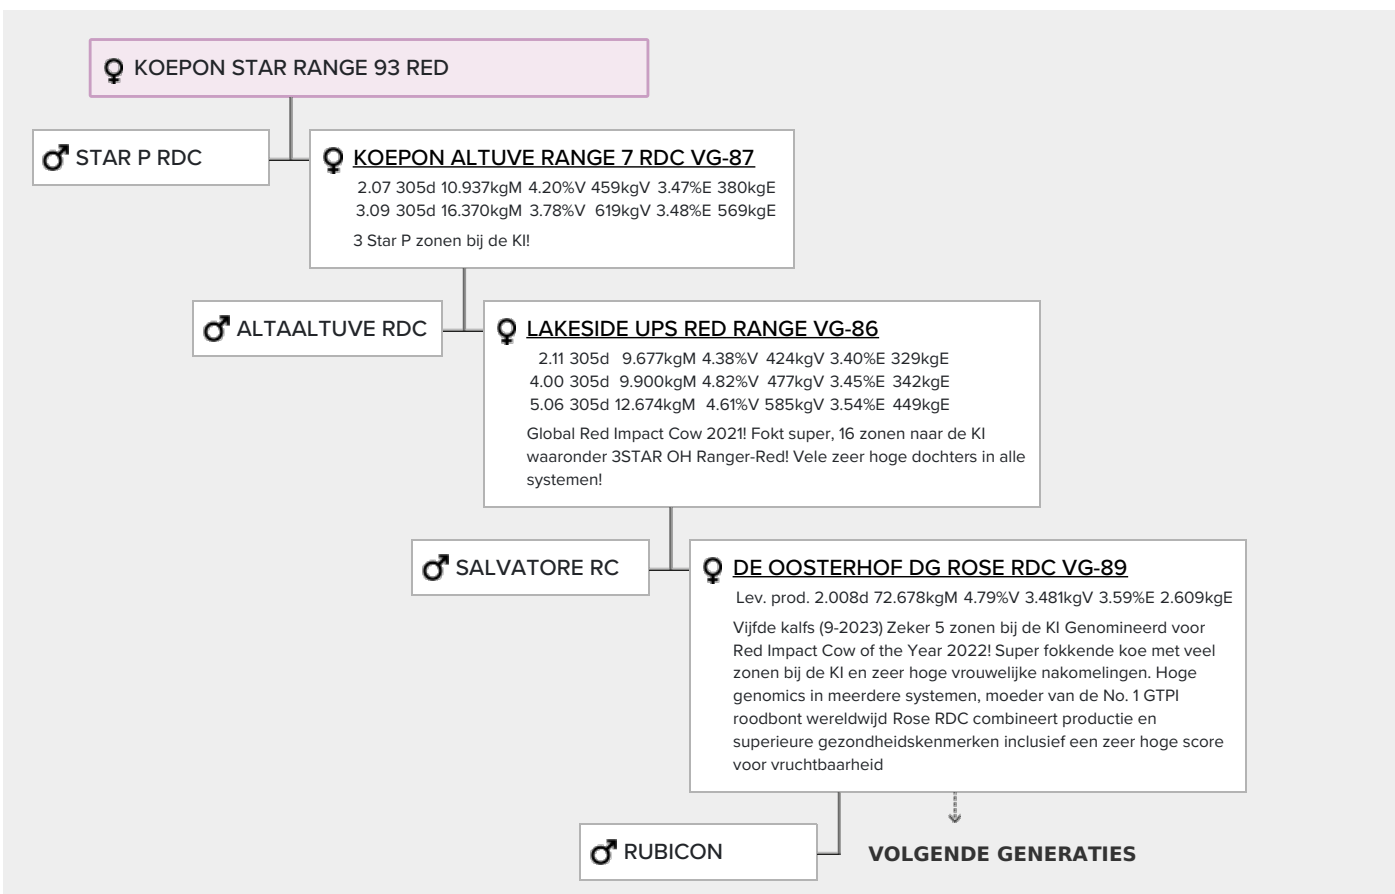 KOEPON STAR RANGE 93 RED
STAR P RDC
KOEPON ALTUVE RANGE 7 RDC VG-87
2.07 305d 10.937kgM 4.20%V 459kgV 3.47%E 380kgE
3.09 305d 16.370kgM 3.78%V 619kgV 3.48%E 569kgE
3 Star P zonen bij de KI!
ALTAALTUVE RDC
LAKESIDE UPS RED RANGE VG-86
2.11 305d 9.677kgM 4.38%V 424kgV 3.40%E 329kgE
4.00 305d 9.900kgM 4.82%V 477kgV 3.45%E 342kgE
5.06 305d 12.674kgM 4.61%V 585kgV 3.54%E 449kgE
Global Red Impact Cow 2021! Fokt super, 16 zonen naar de KI
waaronder 3STAR OH Ranger-Red! Vele zeer hoge dochters in alle
systemen!
SALVATORE RC
DE OOSTERHOF DG ROSE RDC VG-89
Lev. prod. 2.008d 72.678kgM 4.79%V 3.481kgV 3.59%E 2.609kgE
Vijfde kalfs (9-2023) Zeker 5 zonen bij de KI Genomineerd voor
Red Impact Cow of the Year 2022! Super fokkende koe met veel
zonen bij de KI en zeer hoge vrouwelijke nakomelingen. Hoge
genomics in meerdere systemen, moeder van de No. 1 GTPI
roodbont wereldwijd Rose RDC combineert productie en
superieure gezondheidskenmerken inclusief een zeer hoge score
voor vruchtbaarheid
RUBICON
VOLGENDE GENERATIES